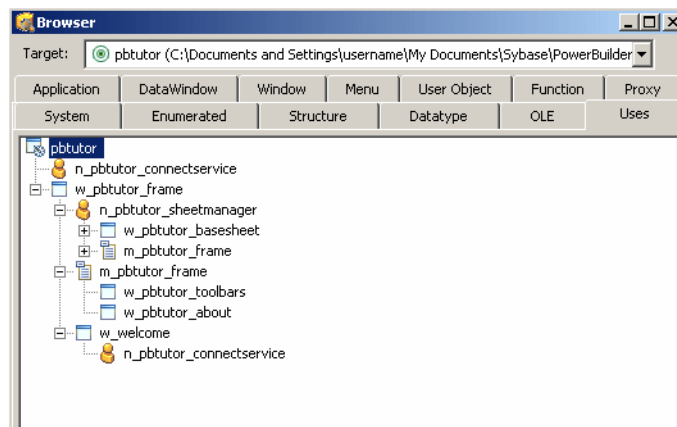 Browser
Target: pbtutor (C:\Documents and Settings\username\My Documents\Sybase\PowerBuilder
Application DataWindow Window Menu User Object Function Proxy
System Enumerated Structure Datatype OLE Uses
pbtutor
n_pbtutor_connectservice
w_pbtutor_frame
n_pbtutor_sheetmanager
w_pbtutor_basesheet
m_pbtutor_frame
m_pbtutor_frame
w_pbtutor_toolbars
w_pbtutor_about
w_welcome
n_pbtutor_connectservice